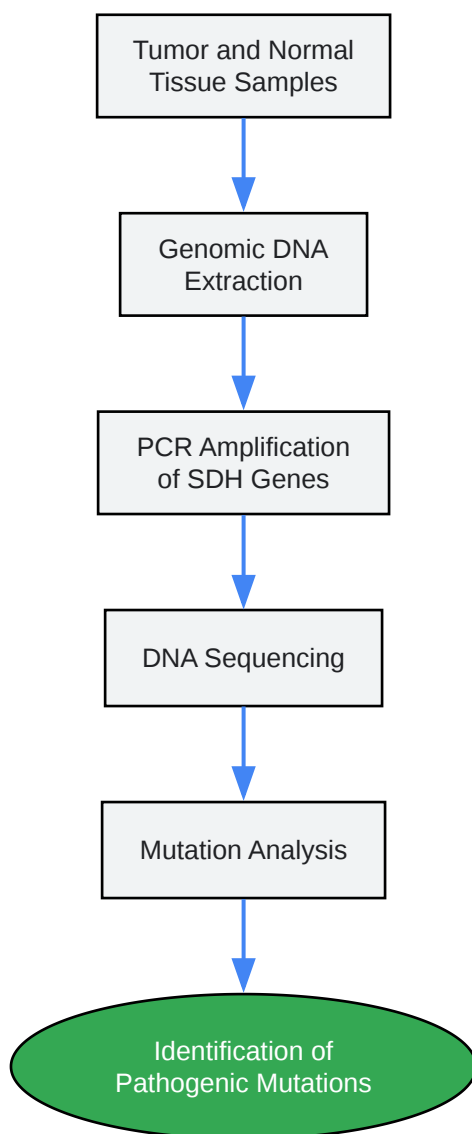 Tumor and Normal
Tissue Samples
Genomic DNA
Extraction
PCR Amplification
of SDH Genes
DNA Sequencing
Mutation Analysis
Identification of
Pathogenic Mutations